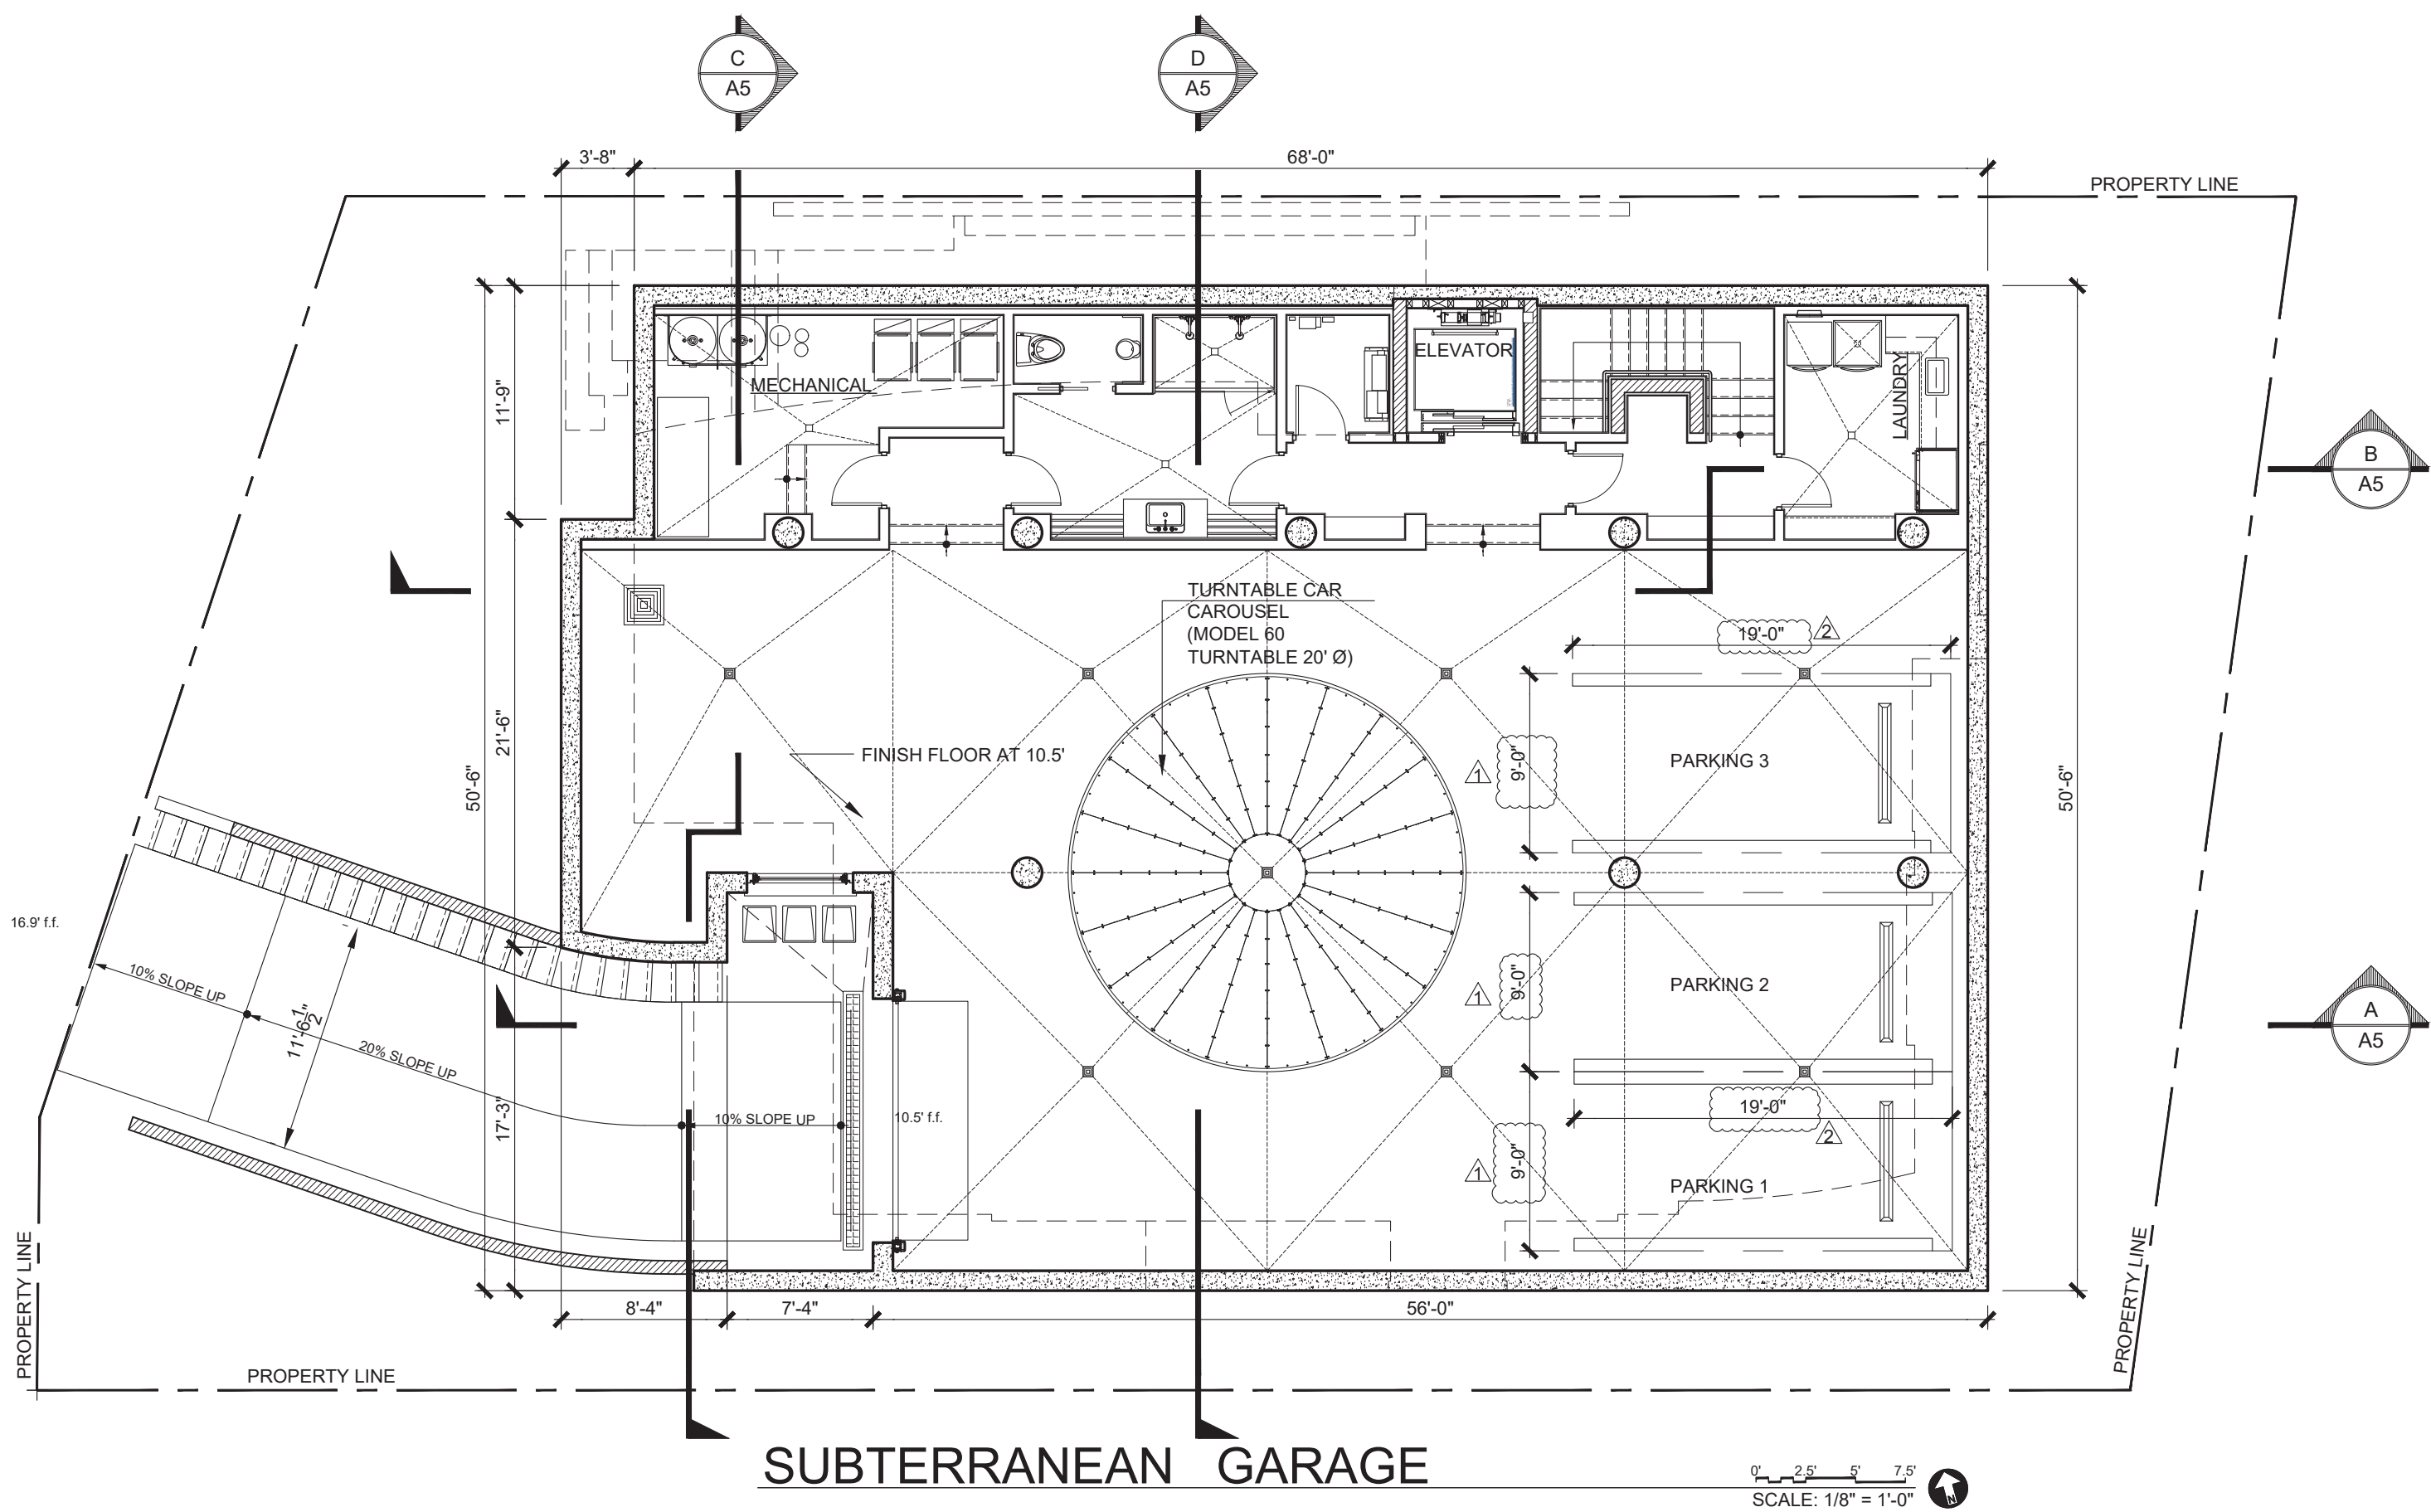 C
A5
D
A5
3'-8"
68'-0"
PROPERTY LINE
ELEVATOR
MECHANICAL
LAUNDRY
11'-9"
B
A5
TURNTABLE CAR
CAROUSEL
(MODEL 60
TURNTABLE 20' Ø)
19'-0"
2
21'-6"
50'-6"
FINISH FLOOR AT 10.5'
1
9'-0"
PARKING 3
50'-6"
16.9' f.f.
10% SLOPE UP
11'-6 1/2"
20% SLOPE UP
1
9'-0"
PARKING 2
A
A5
17'-3"
10% SLOPE UP
10.5' f.f.
19'-0"
2
1
9'-0"
PARKING 1
PROPERTY LINE
PROPERTY LINE
8'-4"
7'-4"
56'-0"
PROPERTY LINE
SUBTERRANEAN GARAGE
0' 2.5' 5' 7.5'
SCALE: 1/8" = 1'-0"
N